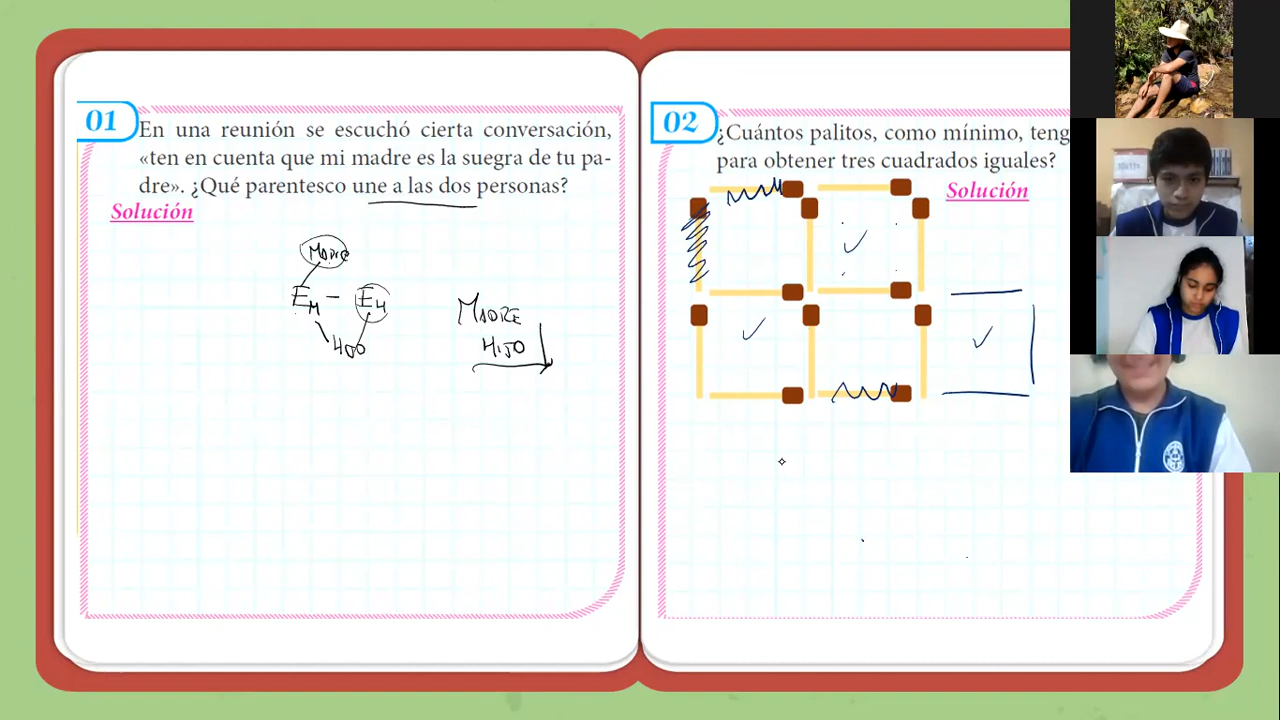 01
En una reunión se escuchó cierta conversación,
«ten en cuenta que mi madre es la suegra de tu pa-
dre». ¿Qué parentesco une a las dos personas?
Solución
Madre
EM - EM
MADRE
HIJO
02
¿Cuántos palitos, como mínimo, teng
para obtener tres cuadrados iguales?
Solución